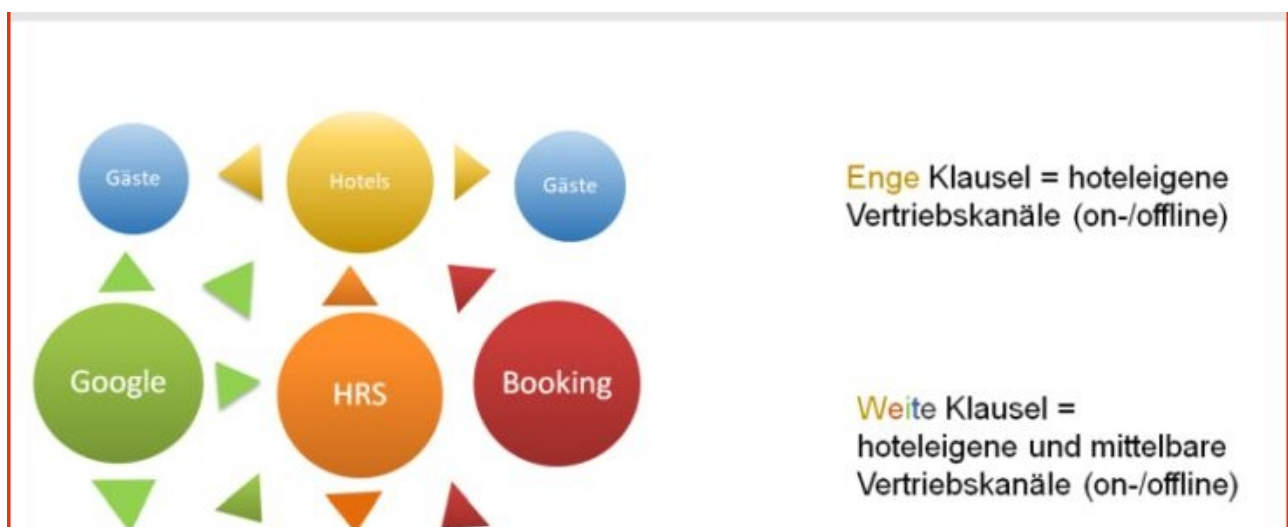 Gäste
Hotels
Gäste
Enge Klausel = hoteleigene
Vertriebskanäle (on-/offline)
Google
HRS
Booking
Weite Klausel =
hoteleigene und mittelbare
Vertriebskanäle (on-/offline)